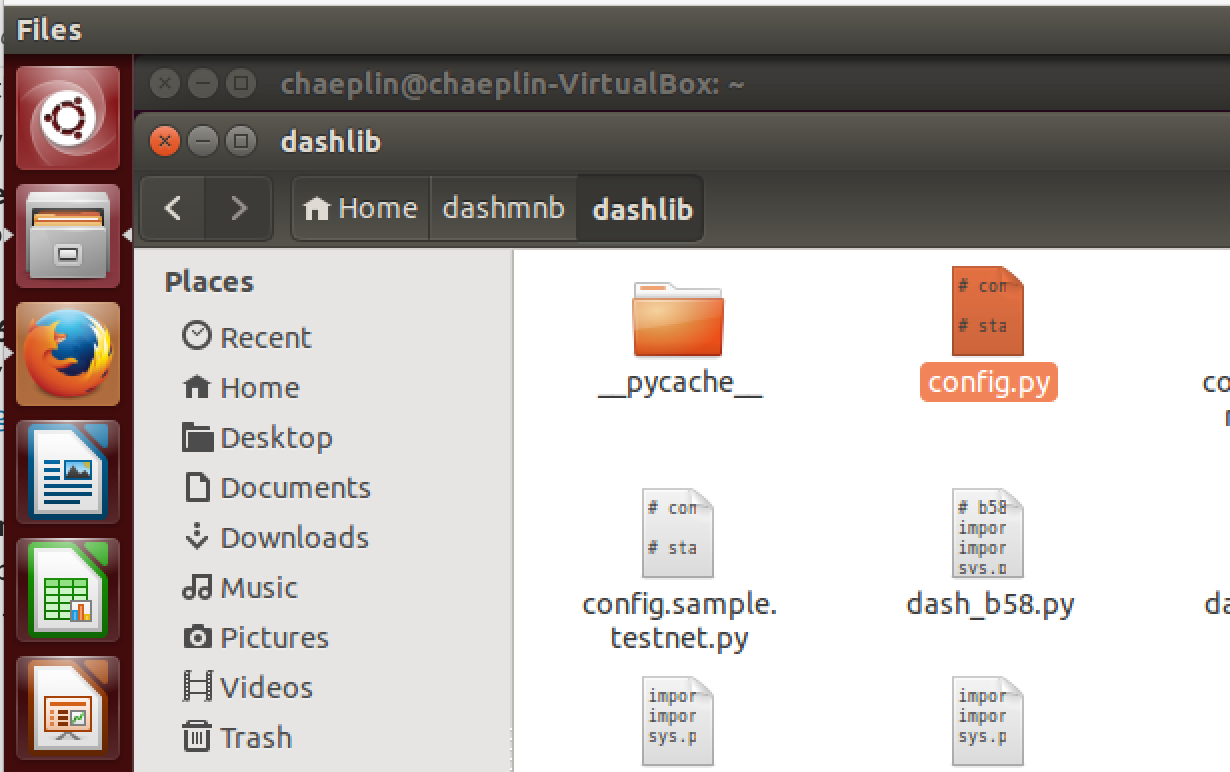 Files
chaeplin@chaeplin-VirtualBox: ~
dashlib
Home dashmnb dashlib
Places
Recent
Home
Desktop
Documents
Downloads
Music
Pictures
Videos
Trash
# con
# sta
__pycache__ config.py co
# con
# sta
# b58
impor
impor
sys.p
config.sample.
testnet.py
dash_b58.py
da
impor
impor
sys.p
impor
impor
sys.p